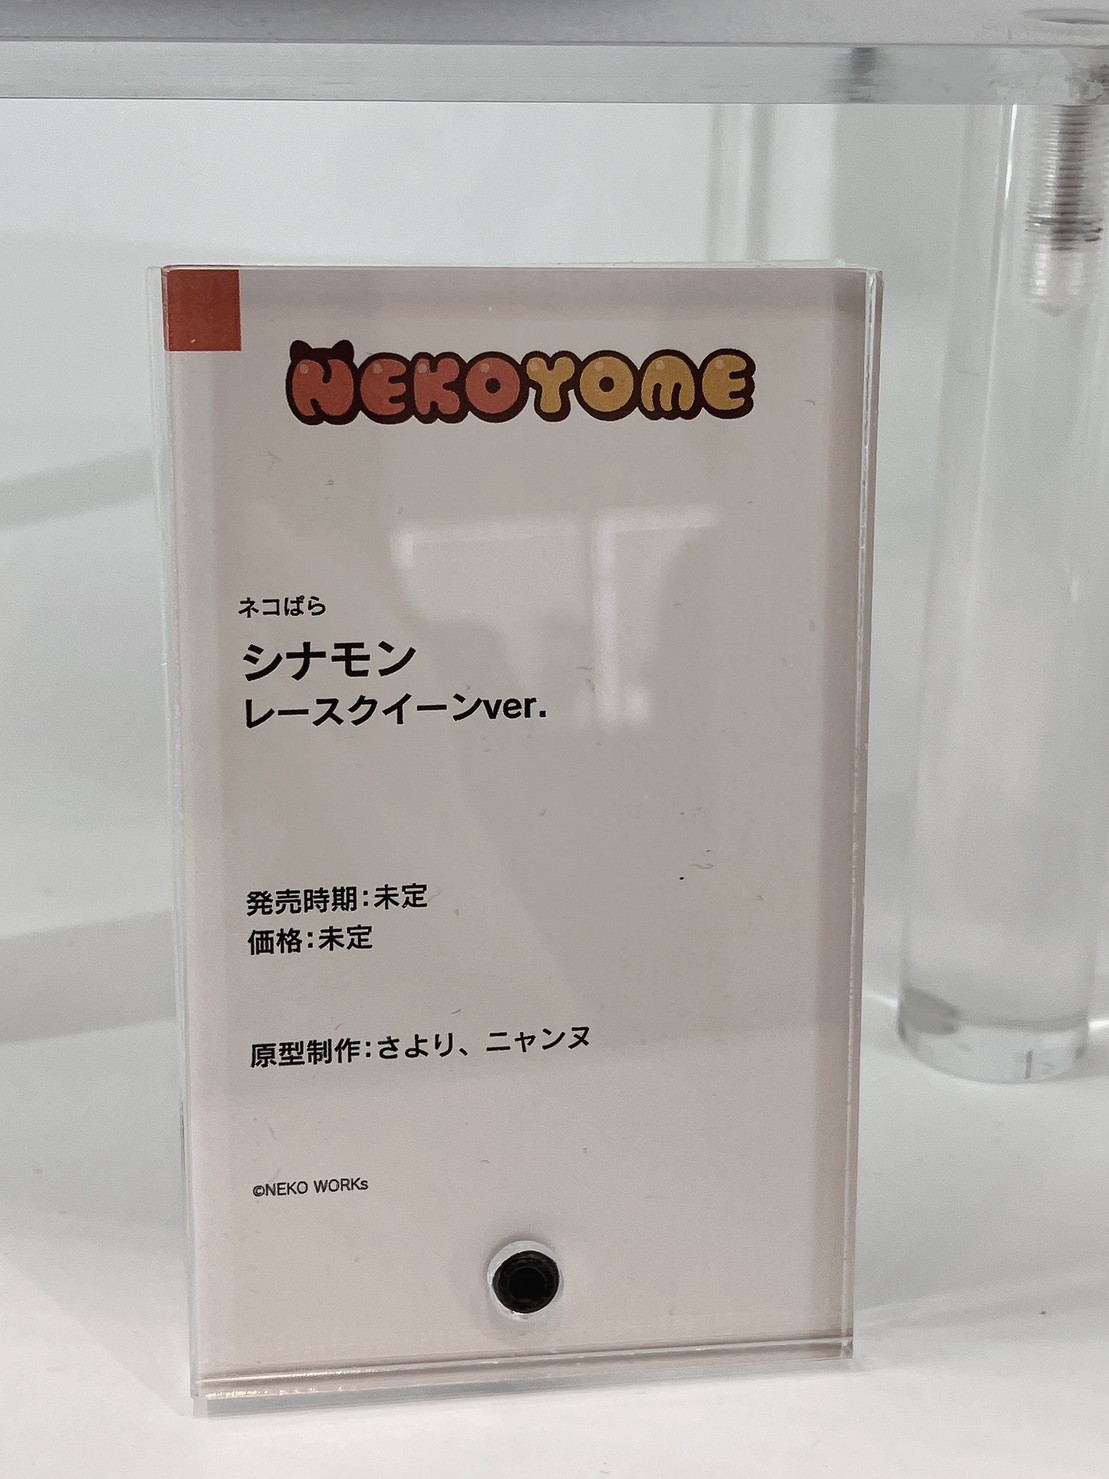 NEKOYOME
ネコぱら
シナモン
レースクイーンver.
発売時期：未定
価格：未定
原型制作：さより、ニャンヌ
©NEKO WORKs